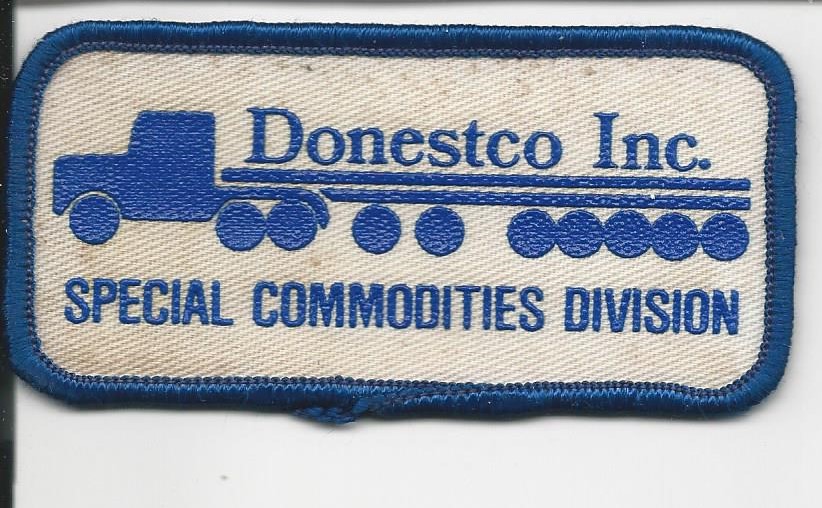 Donestco Inc.
SPECIAL COMMODITIES DIVISION